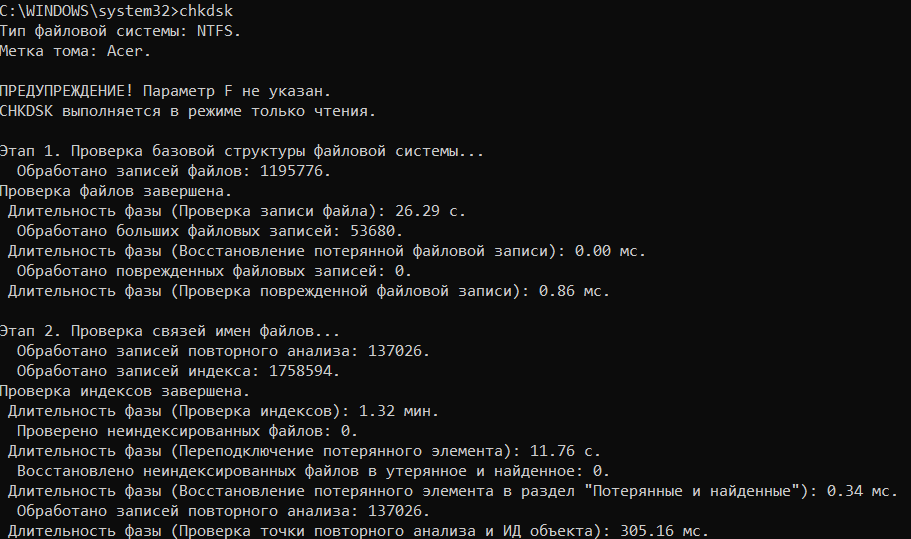 C:\WINDOWS\system32>chkdsk
Тип файловой системы: NTFS.
Метка тома: Acer.
ПРЕДУПРЕЖДЕНИЕ! Параметр F не указан.
CHKDSK выполняется в режиме только чтения.
Этап 1. Проверка базовой структуры файловой системы...
Обработано записей файлов: 1195776.
Проверка файлов завершена.
Длительность фазы (Проверка записи файла): 26.29 с.
Обработано больших файловых записей: 53680.
Длительность фазы (Восстановление потерянной файловой записи): 0.00 мс.
Обработано поврежденных файловых записей: 0.
Длительность фазы (Проверка поврежденной файловой записи): 0.86 мс.
Этап 2. Проверка связей имен файлов...
Обработано записей повторного анализа: 137026.
Обработано записей индекса: 1758594.
Проверка индексов завершена.
Длительность фазы (Проверка индексов): 1.32 мин.
Проверено неиндексированных файлов: 0.
Длительность фазы (Переподключение потерянного элемента): 11.76 с.
Восстановлено неиндексированных файлов в утерянное и найденное: 0.
Длительность фазы (Восстановление потерянного элемента в раздел "Потерянные и найденные"): 0.34 мс.
Обработано записей повторного анализа: 137026.
Длительность фазы (Проверка точки повторного анализа и ИД объекта): 305.16 мс.